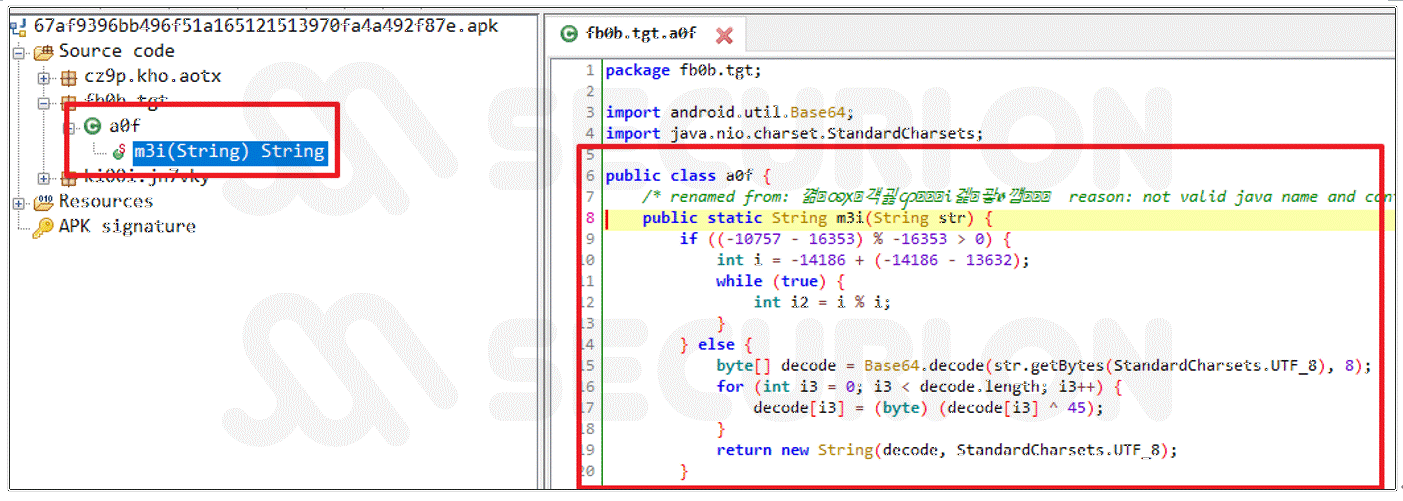 67af9396bb496f51a165121513970fa4a492f87e.apk
Source code
cz9p.kho.aotx
fb0b.tgt
a0f
m3i(String) String
ki00i.jn7vky
Resources
APK signature
fb0b.tgt.a0f
1 package fb0b.tgt;
2
3 import android.util.Base64;
4 import java.nio.charset.StandardCharsets;
5
6 public class a0f {
7 /* renamed from: reason: not valid java name and con
8 public static String m3i(String str) {
9 if ((-10757 - 16353) % -16353 > 0) {
10 int i = -14186 + (-14186 - 13632);
11 while (true) {
12 int i2 = i % i;
13 }
14 } else {
15 byte[] decode = Base64.decode(str.getBytes(StandardCharsets.UTF_8), 8);
16 for (int i3 = 0; i3 < decode.length; i3++) {
17 decode[i3] = (byte) (decode[i3] ^ 45);
18 }
19 return new String(decode, StandardCharsets.UTF_8);
20 }
SECURION
SECURION